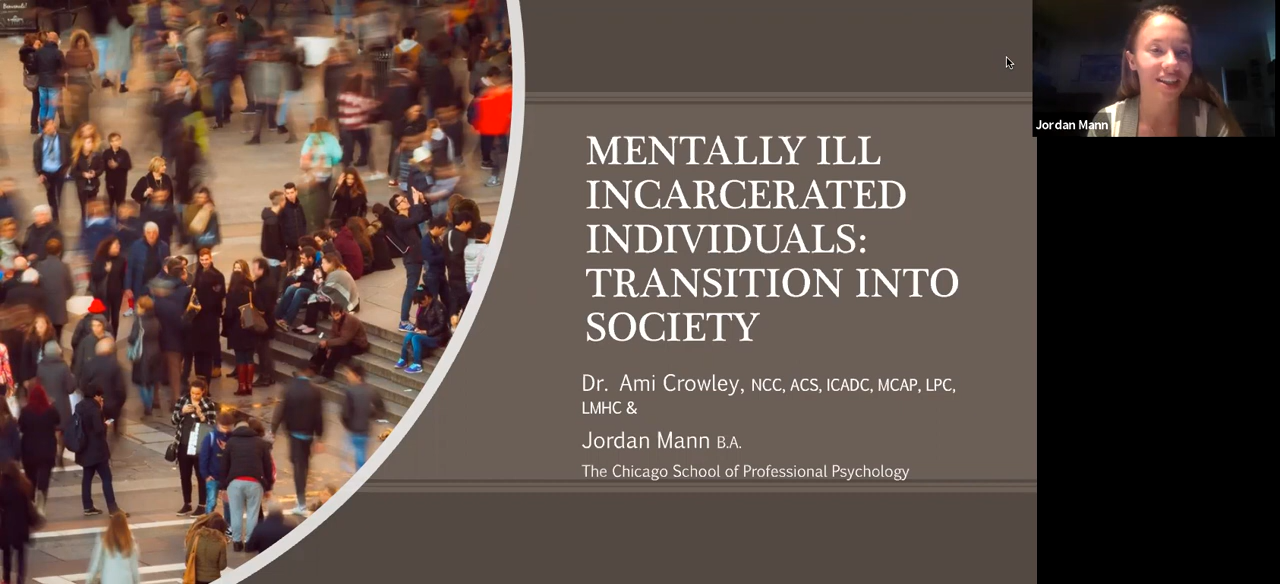 MENTALLY ILL
INCARCERATED
INDIVIDUALS:
TRANSITION INTO
SOCIETY
Dr. Ami Crowley, NCC, ACS, ICADC, MCAP, LPC,
LMHC &
Jordan Mann B.A.
The Chicago School of Professional Psychology
Jordan Mann